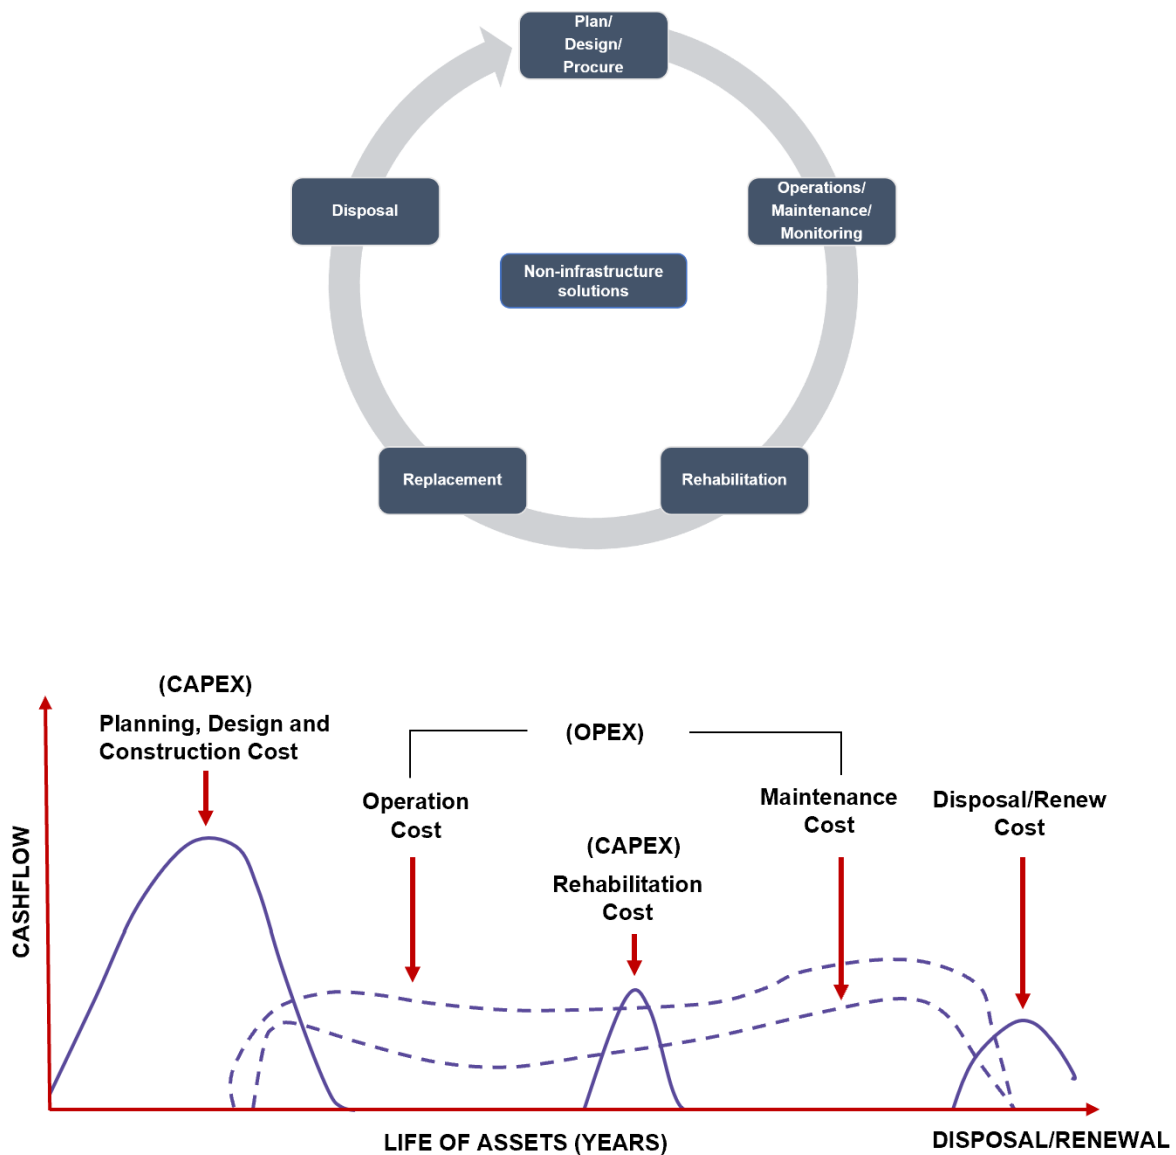 Plan/
Design/
Procure
Disposal
Operations/
Maintenance/
Monitoring
Non-infrastructure
solutions
Replacement
Rehabilitation
(CAPEX)
Planning, Design and
Construction Cost
(OPEX)
Operation
Cost
Maintenance
Cost
Disposal/Renew
Cost
(CAPEX)
Rehabilitation
Cost
CASHFLOW
LIFE OF ASSETS (YEARS)
DISPOSAL/RENEWAL